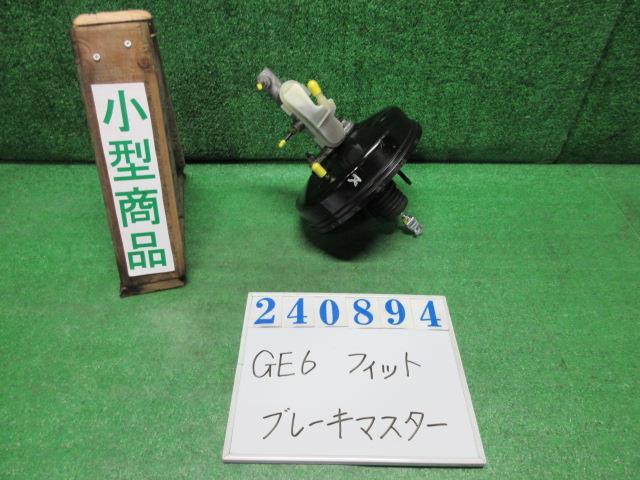 小型商品
K
240894
GE6 フィット
ブレーキマスター